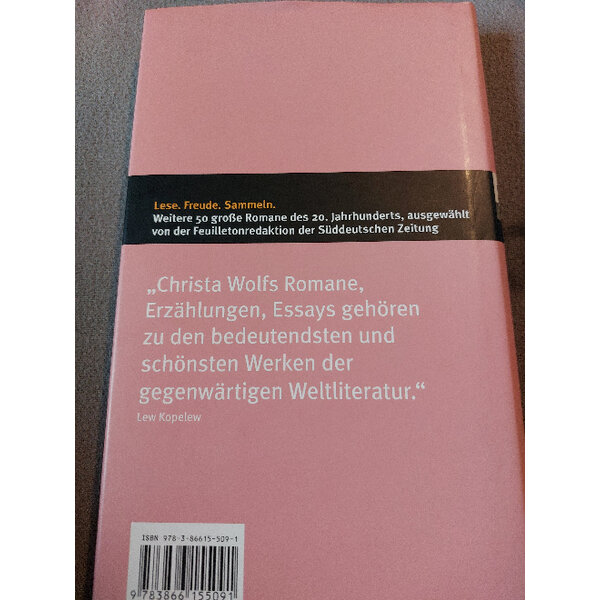 Lese. Freude. Sammeln.
Weitere 50 große Romane des 20. Jahrhunderts, ausgewählt
von der Feuilletonredaktion der Süddeutschen Zeitung
„Christa Wolfs Romane,
Erzählungen, Essays gehören
zu den bedeutendsten und
schönsten Werken der
gegenwärtigen Weltliteratur.“
Lew Kopelew
ISBN 978-3-86615-509-1
9 783866 155091